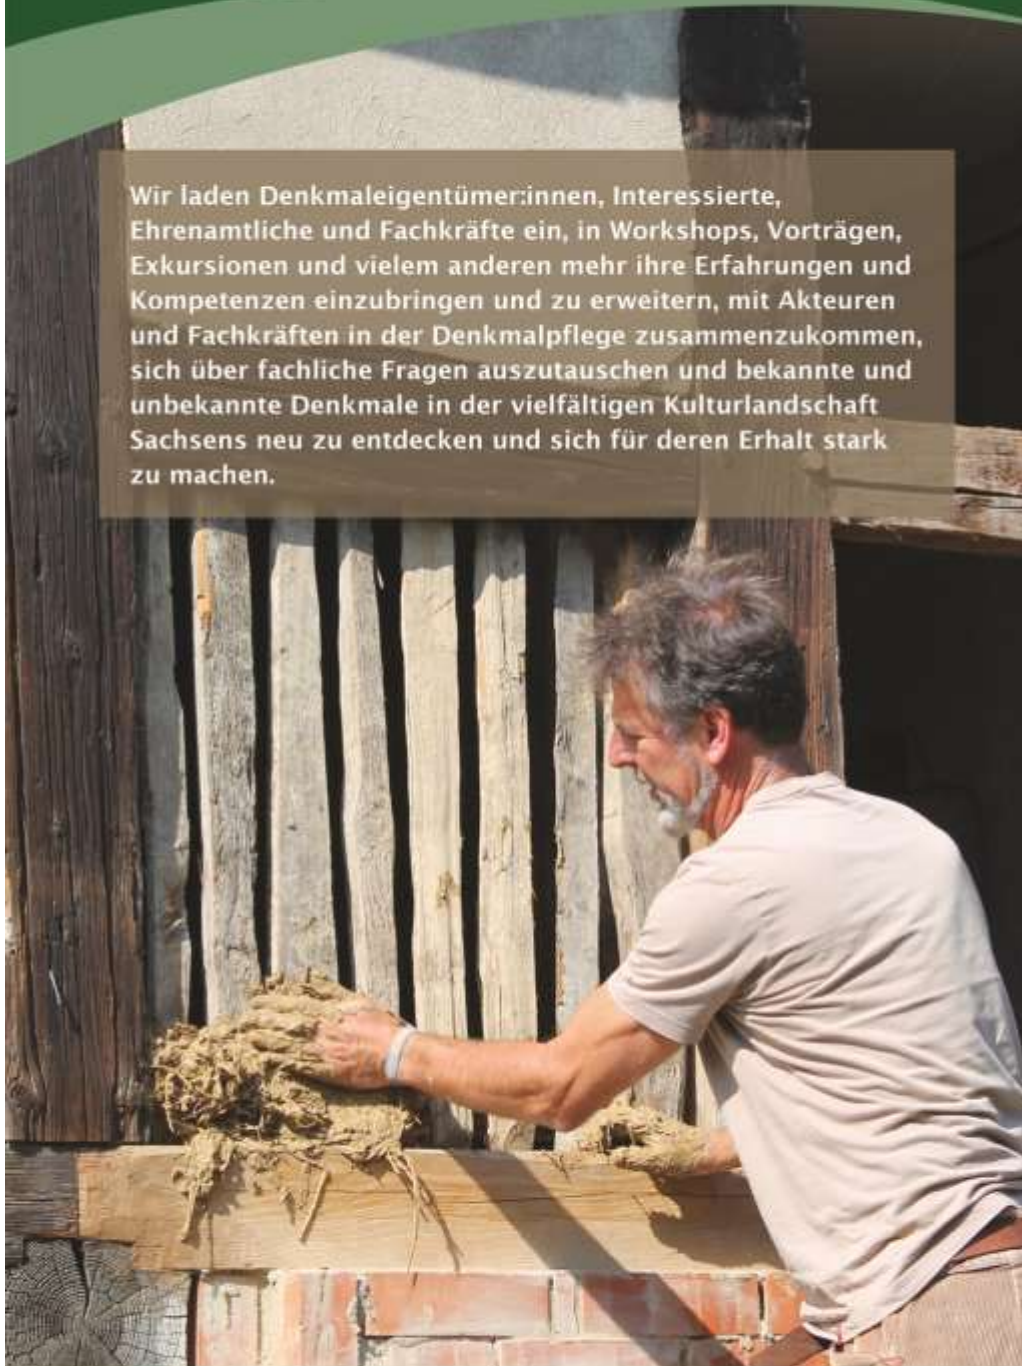 Wir laden Denkmaleigentümer:innen, Interessierte,
Ehrenamtliche und Fachkräfte ein, in Workshops, Vorträgen,
Exkursionen und vielem anderen mehr ihre Erfahrungen und
Kompetenzen einzubringen und zu erweitern, mit Akteuren
und Fachkräften in der Denkmalpflege zusammenzukommen,
sich über fachliche Fragen auszutauschen und bekannte und
unbekannte Denkmale in der vielfältigen Kulturlandschaft
Sachsens neu zu entdecken und sich für deren Erhalt stark
zu machen.